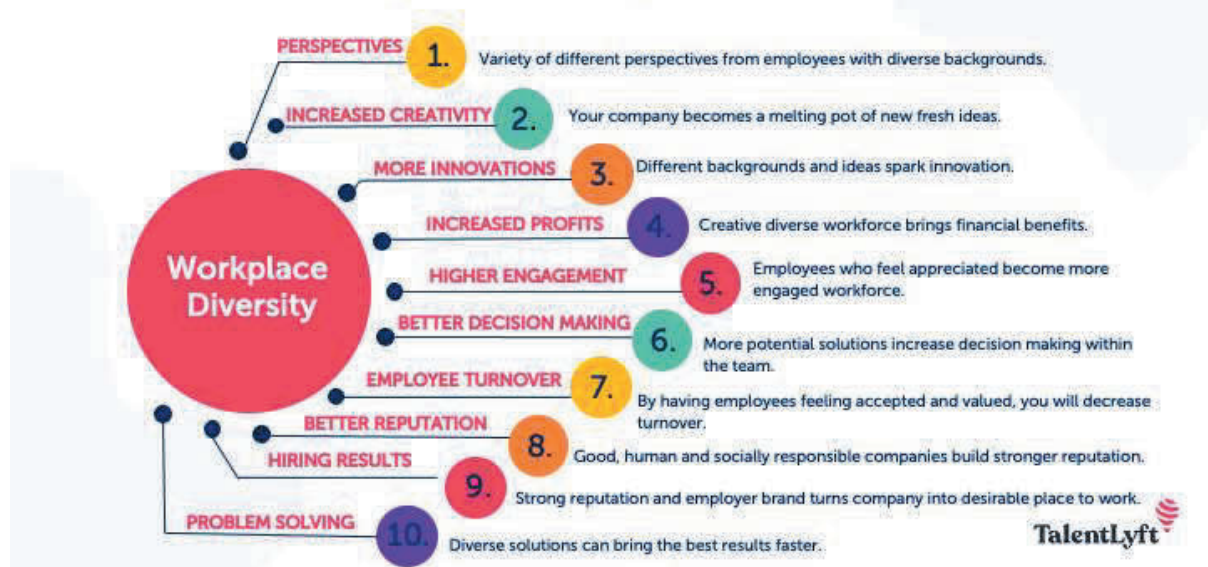 PERSPECTIVES
1.
Variety of different perspectives from employees with diverse backgrounds.
INCREASED CREATIVITY
2.
Your company becomes a melting pot of new fresh ideas.
MORE INNOVATIONS
3.
Different backgrounds and ideas spark innovation.
INCREASED PROFITS
4.
Creative diverse workforce brings financial benefits.
Workplace
Diversity
HIGHER ENGAGEMENT
5.
Employees who feel appreciated become more
engaged workforce.
BETTER DECISION MAKING
6.
More potential solutions increase decision making within
the team.
EMPLOYEE TURNOVER
7.
By having employees feeling accepted and valued, you will decrease
turnover.
BETTER REPUTATION
8.
Good, human and socially responsible companies build stronger reputation.
HIRING RESULTS
9.
Strong reputation and employer brand turns company into desirable place to work.
PROBLEM SOLVING
10.
Diverse solutions can bring the best results faster.
TalentLyft